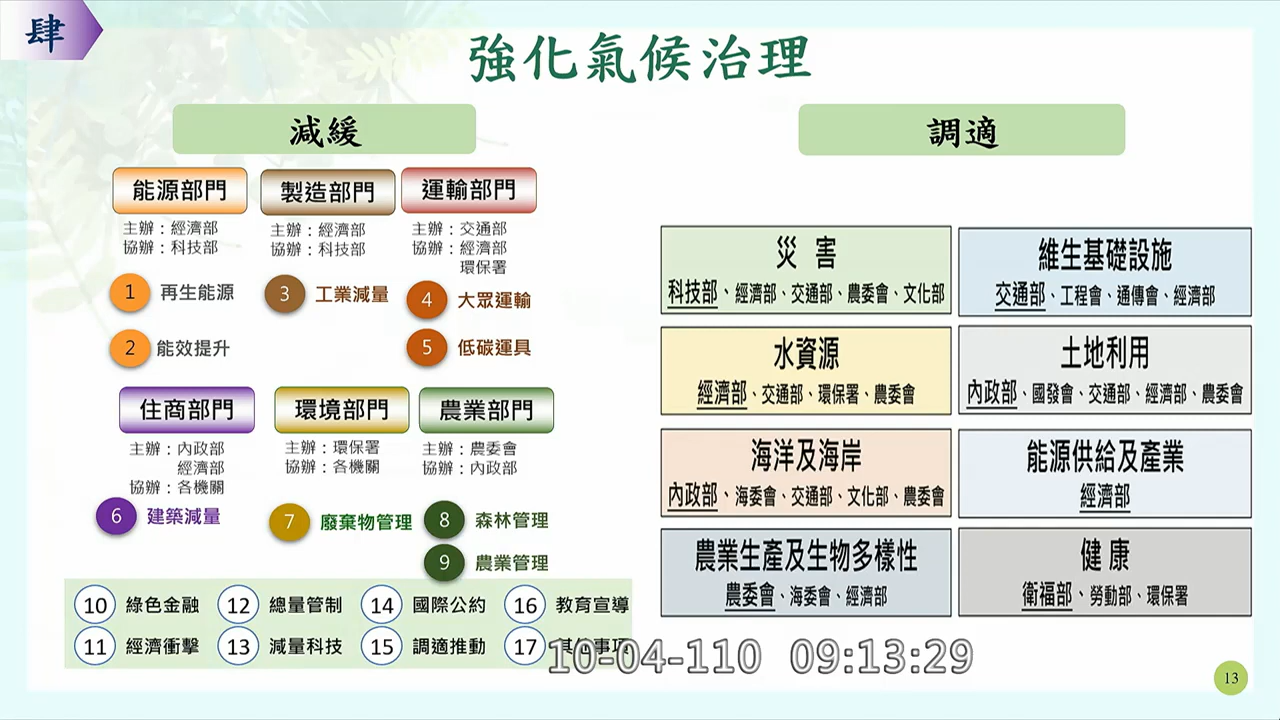 肆
強化氣候治理
減緩
能源部門
主辦：經濟部
協辦：科技部
1 再生能源
2 能效提升
製造部門
主辦：經濟部
協辦：科技部
3 工業減量
運輸部門
主辦：交通部
協辦：經濟部
環保署
4 大眾運輸
5 低碳運具
住商部門
主辦：內政部
經濟部
協辦：各機關
6 建築減量
環境部門
主辦：環保署
協辦：各機關
7 廢棄物管理
農業部門
主辦：農委會
協辦：內政部
8 森林管理
9 農業管理
10 綠色金融
12 總量管制
14 國際公約
16 教育宣導
11 經濟衝擊
13 減量科技
15 調適推動
17 其他事項
調適
災 害
科技部、經濟部、交通部、農委會、文化部
維生基礎設施
交通部、工程會、通傳會、經濟部
水資源
經濟部、交通部、環保署、農委會
土地利用
內政部、國發會、交通部、經濟部、農委會
海洋及海岸
內政部、海委會、交通部、文化部、農委會
能源供給及產業
經濟部
農業生產及生物多樣性
農委會、海委會、經濟部
健 康
衛福部、勞動部、環保署
10-04-110 09:13:29
13